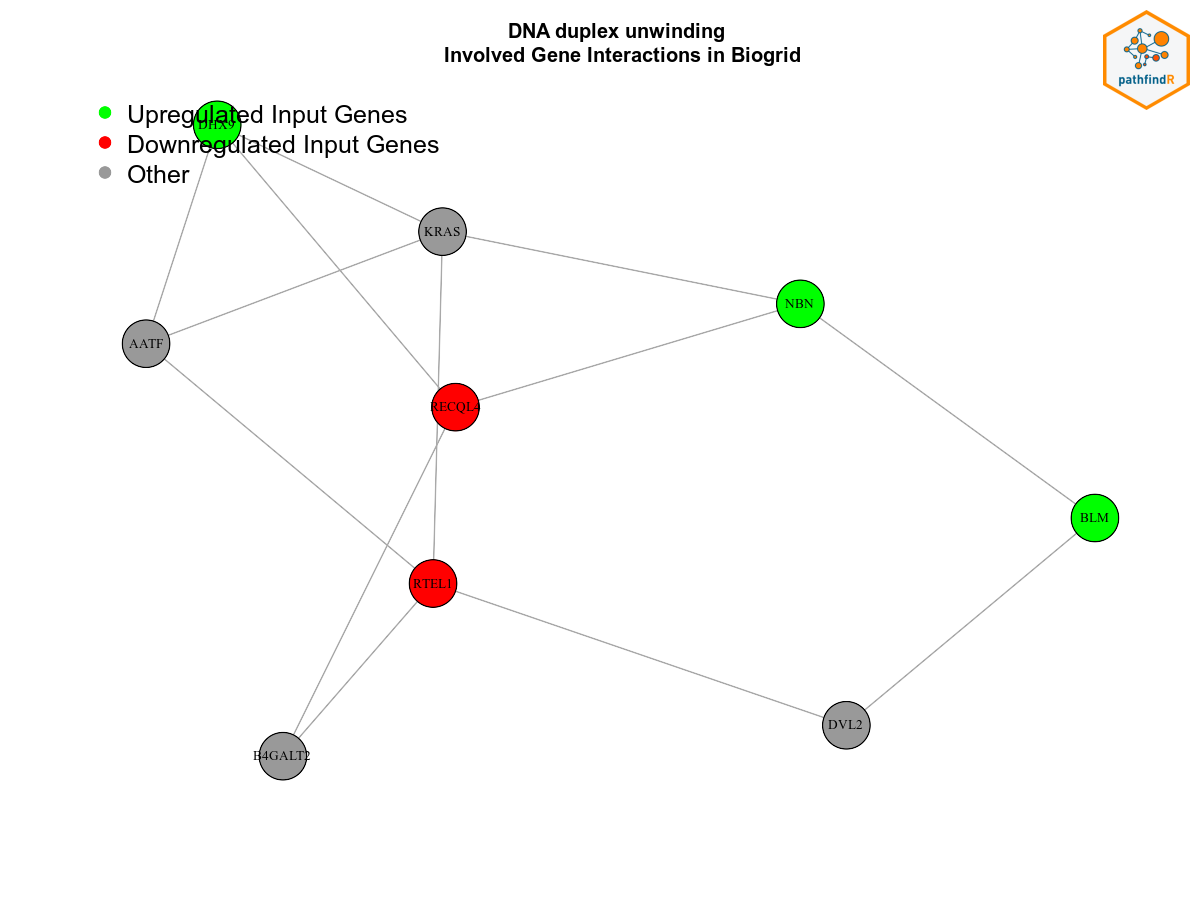 DNA duplex unwinding
Involved Gene Interactions in Biogrid
pathfindR
Upregulated Input Genes
Downregulated Input Genes
Other
DHX9
KRAS
NBN
AATF
RECQL4
BLM
RTEL1
DVL2
B4GALT2